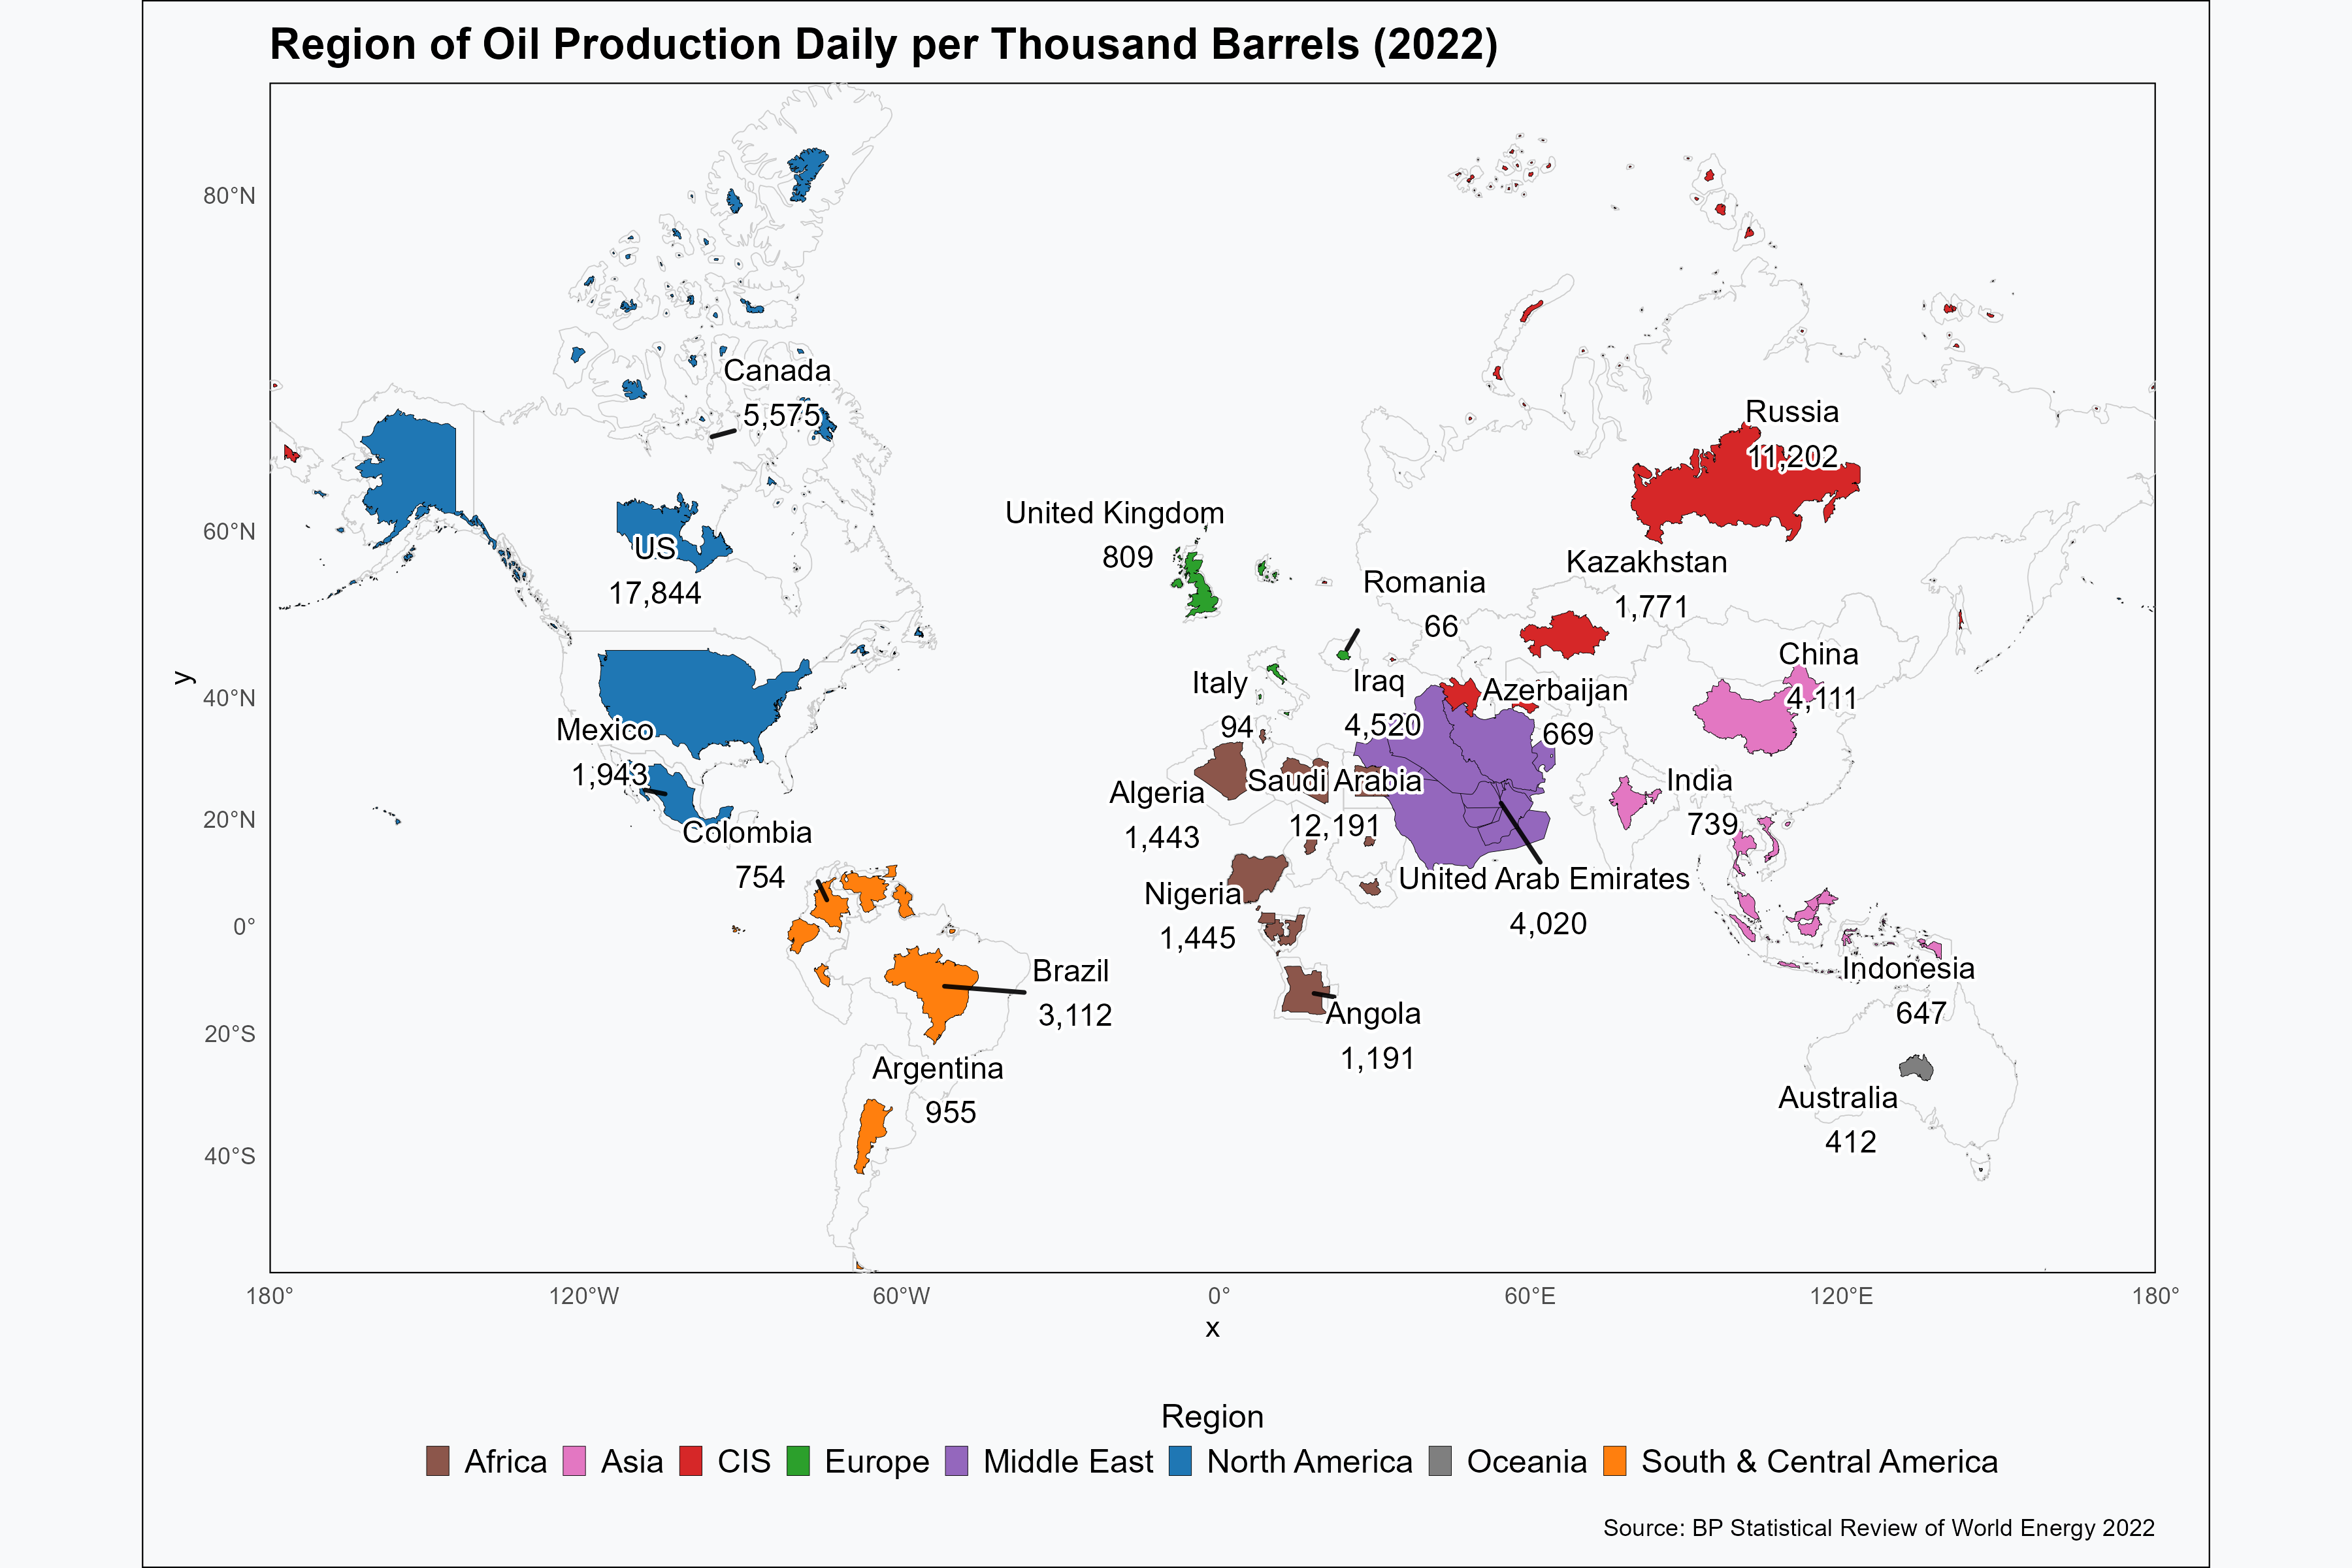 Region of Oil Production Daily per Thousand Barrels (2022)
80°N
60°N
40°N
20°N
0°
20°S
40°S
y
Canada
5,575
Russia
11,202
United Kingdom
809
US
17,844
Kazakhstan
1,771
Romania
66
China
4,111
Italy
94
Iraq
4,520
Azerbaijan
669
Mexico
1,943
Algeria
1,443
Saudi Arabia
12,191
India
739
Colombia
754
Nigeria
1,445
United Arab Emirates
4,020
Brazil
3,112
Indonesia
647
Angola
1,191
Argentina
955
Australia
412
180°
120°W
60°W
0°
60°E
120°E
180°
x
Region
Africa
Asia
CIS
Europe
Middle East
North America
Oceania
South & Central America
Source: BP Statistical Review of World Energy 2022